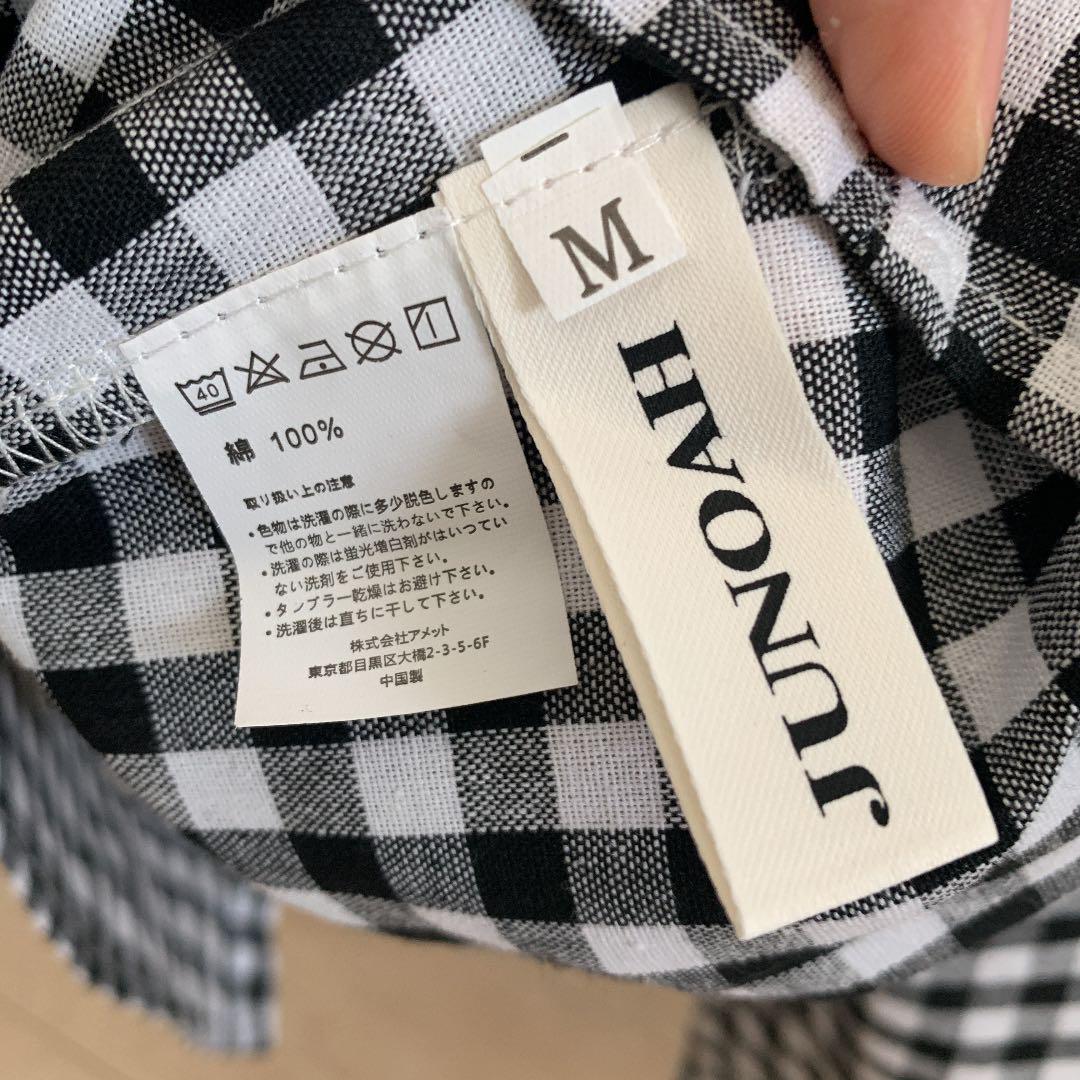 40
綿 100%
取り扱い上の注意
・色物は洗濯の際に多少脱色しますの
で他の物と一緒に洗わないで下さい。
・洗濯の際は蛍光増白剤がはいってい
ない洗剤をご使用下さい。
・タンブラー乾燥はお避け下さい。
・洗濯後は直ちに干して下さい。
株式会社アメット
東京都目黒区大橋2-3-5-6F
中国製
M
JUNOAH